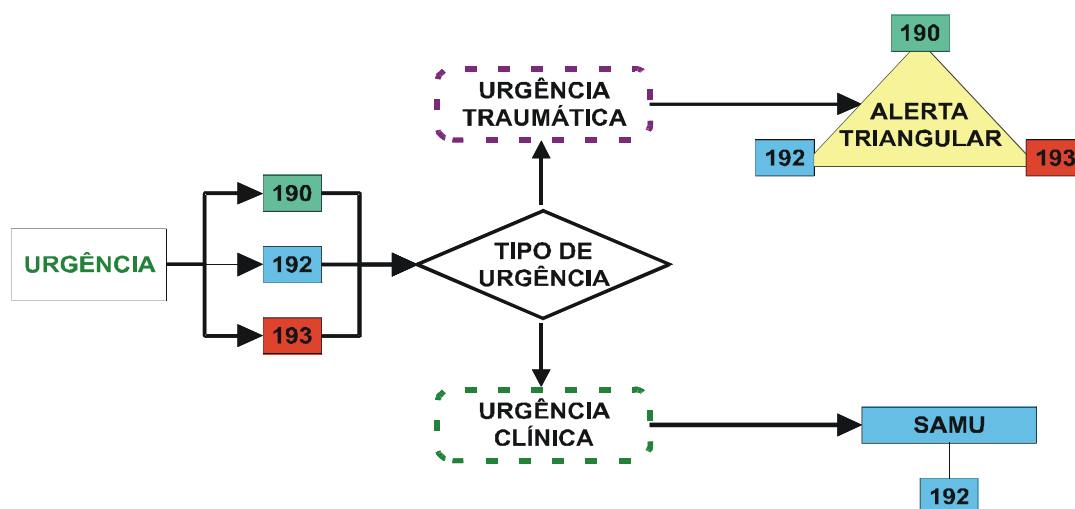 URGÊNCIA
190
192
193
TIPO DE
URGÊNCIA
URGÊNCIA
TRAUMÁTICA
190
ALERTA
TRIANGULAR
192
193
URGÊNCIA
CLÍNICA
SAMU
192